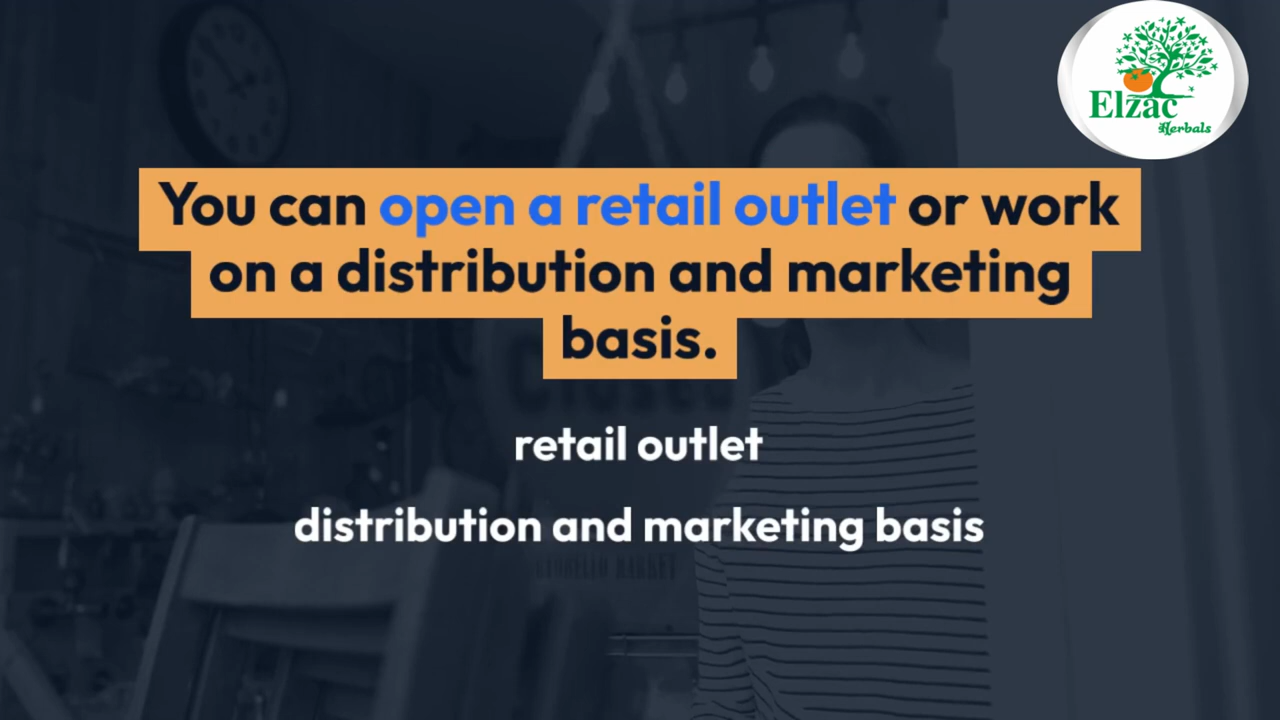 Elzac
Herbals
You can open a retail outlet or work
on a distribution and marketing
basis.
retail outlet
distribution and marketing basis